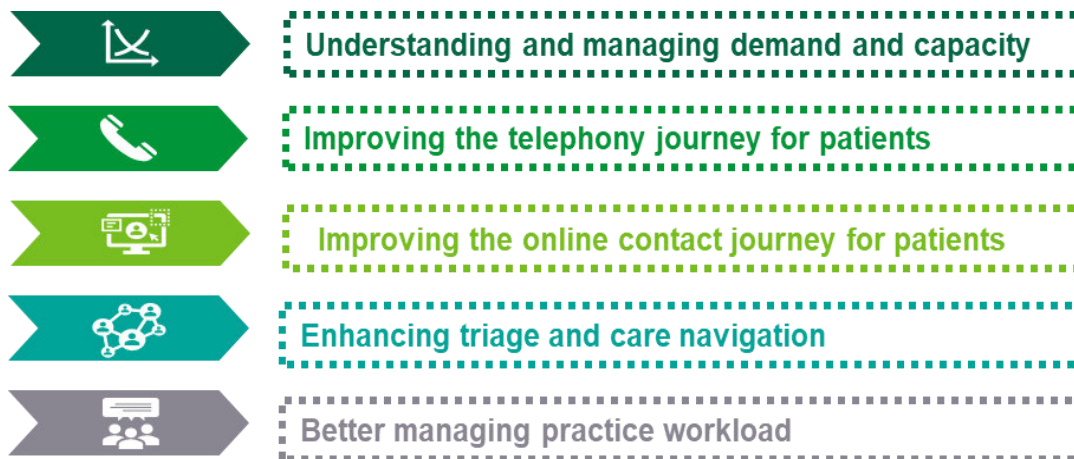 Understanding and managing demand and capacity
Improving the telephony journey for patients
Improving the online contact journey for patients
Enhancing triage and care navigation
Better managing practice workload